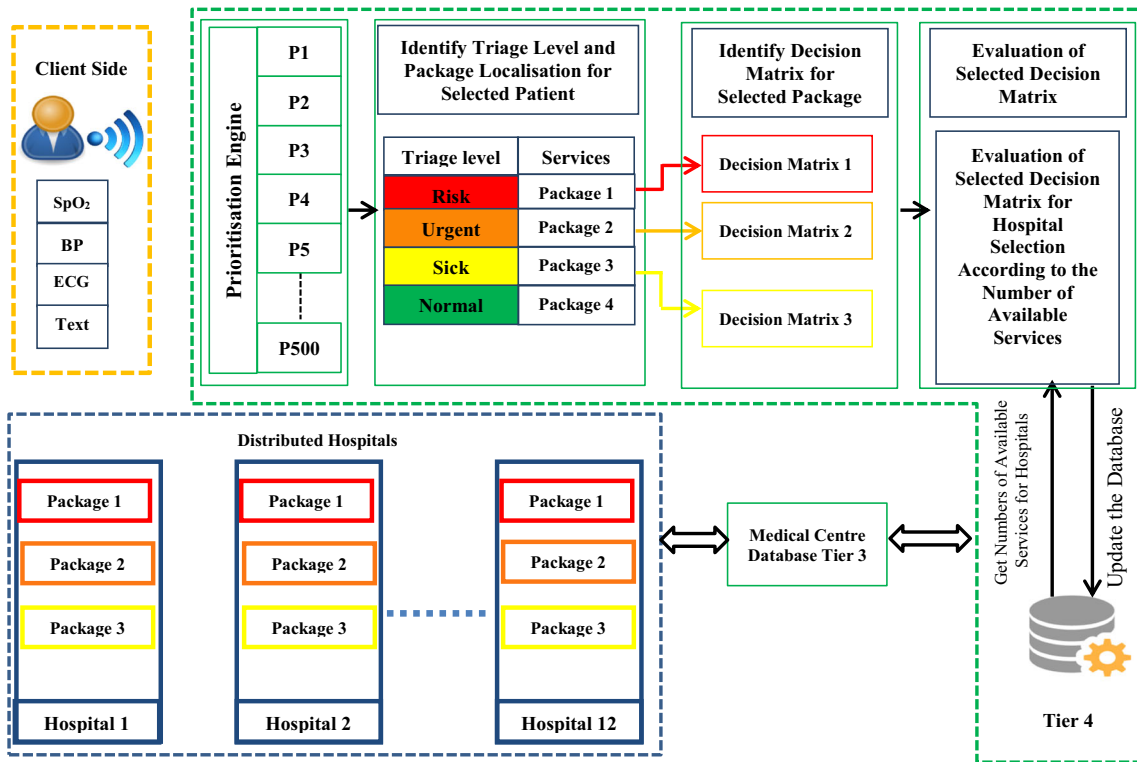 Client Side
SpO₂
BP
ECG
Text
Prioritisation Engine
P1
P2
P3
P4
P5
P500
Identify Triage Level and
Package Localisation for
Selected Patient
Triage level Services
Risk Package 1
Urgent Package 2
Sick Package 3
Normal Package 4
Identify Decision
Matrix for
Selected Package
Decision Matrix 1
Decision Matrix 2
Decision Matrix 3
Evaluation of
Selected Decision
Matrix
Evaluation of
Selected Decision
Matrix for
Hospital
Selection
According to the
Number of
Available
Services
Get Numbers of Available
Services for Hospitals
Update the Database
Tier 4
Medical Centre
Database Tier 3
Distributed Hospitals
Package 1
Package 2
Package 3
Hospital 1
Package 1
Package 2
Package 3
Hospital 2
Package 1
Package 2
Package 3
Hospital 12